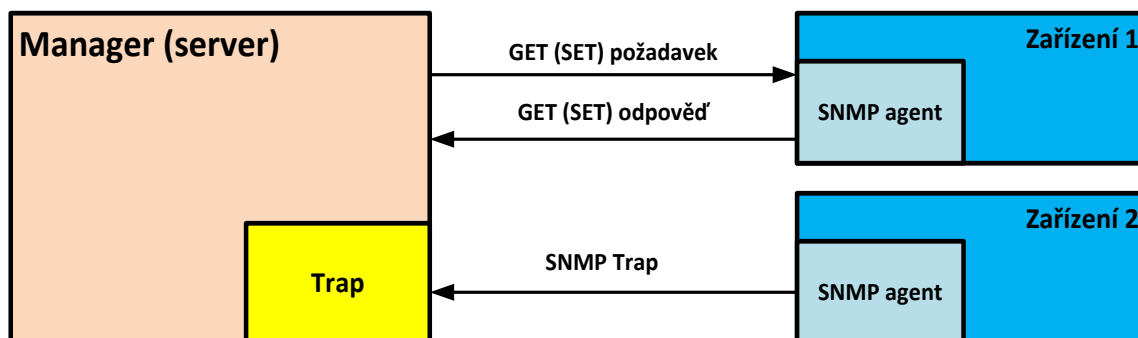 Manager (server)
GET (SET) požadavek
Zařízení 1
GET (SET) odpověď
SNMP agent
Zařízení 2
SNMP Trap
Trap
SNMP agent